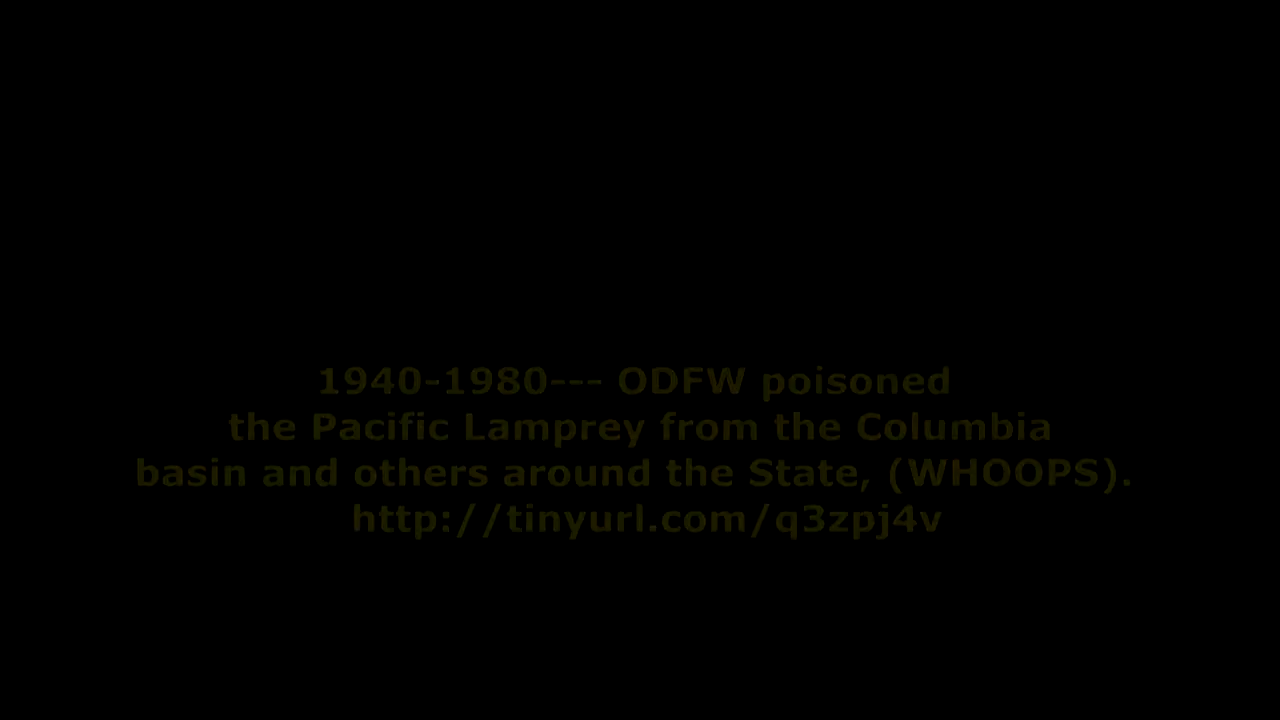 1940-1980--- ODFW poisoned
the Pacific Lamprey from the Columbia
basin and others around the State, (WHOOPS).
http://tinyurl.com/q3zpj4v